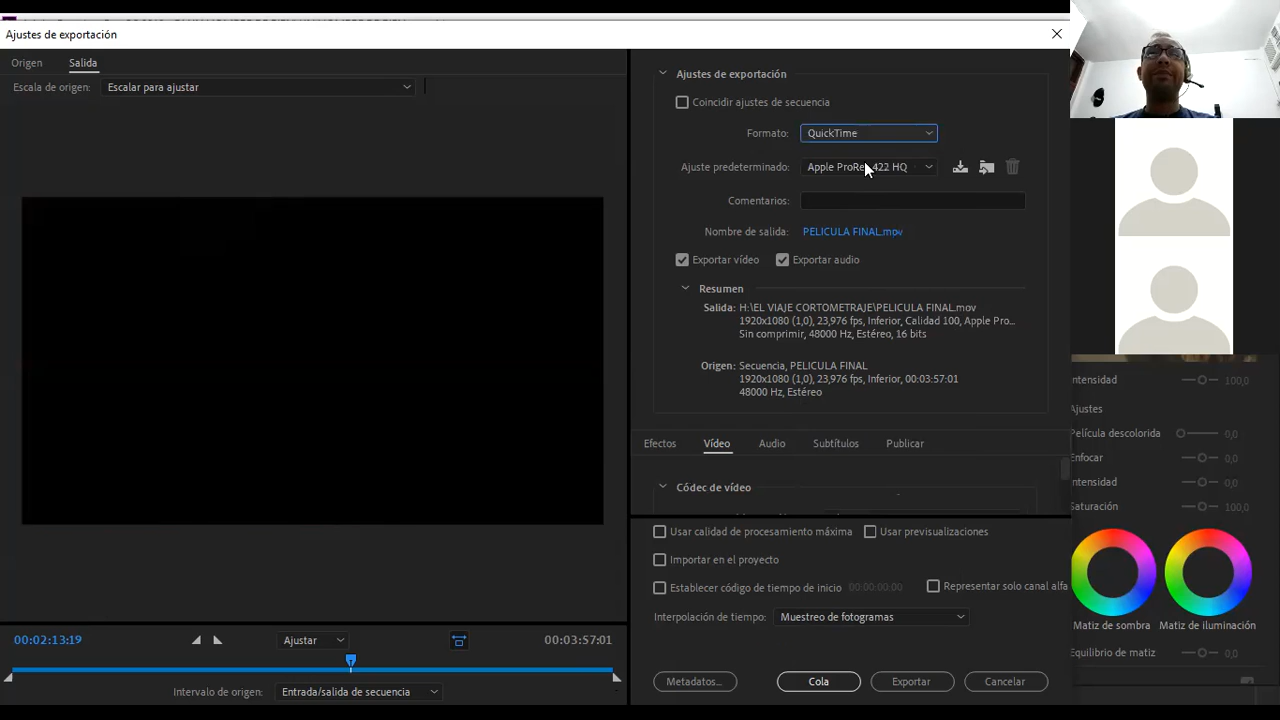 Ajustes de exportación
Origen Salida
Escala de origen: Escalar para ajustar
Ajustes de exportación
Coincidir ajustes de secuencia
Formato: QuickTime
Ajuste predeterminado: Apple ProRes 422 HQ
Comentarios:
Nombre de salida: PELICULA FINAL.mov
Exportar vídeo Exportar audio
Resumen
Salida: H:\EL VIAJE CORTOMETRAJE\PELICULA FINAL.mov
1920x1080 (1,0), 23,976 fps, Inferior, Calidad 100, Apple Pro...
Sin comprimir, 48000 Hz, Estéreo, 16 bits
Origen: Secuencia, PELICULA FINAL
1920x1080 (1,0), 23,976 fps, Inferior, 00:03:57:01
48000 Hz, Estéreo
Efectos Vídeo Audio Subtítulos Publicar
Códec de vídeo
Usar calidad de procesamiento máxima Usar previsualizaciones
Importar en el proyecto
Establecer código de tiempo de inicio 00:00:00:00 Representar solo canal alfa
Interpolación de tiempo: Muestreo de fotogramas
Metadatos... Cola Exportar Cancelar
00:02:13:19 Ajustar 00:03:57:01
Intervalo de origen: Entrada/salida de secuencia
ntensidad 100,0
Ajustes
Película descolorida 0,0
Enfocar 0,0
ntensidad 0,0
Saturación 100,0
Matiz de sombra Matiz de iluminación
Equilibrio de matiz 0,0